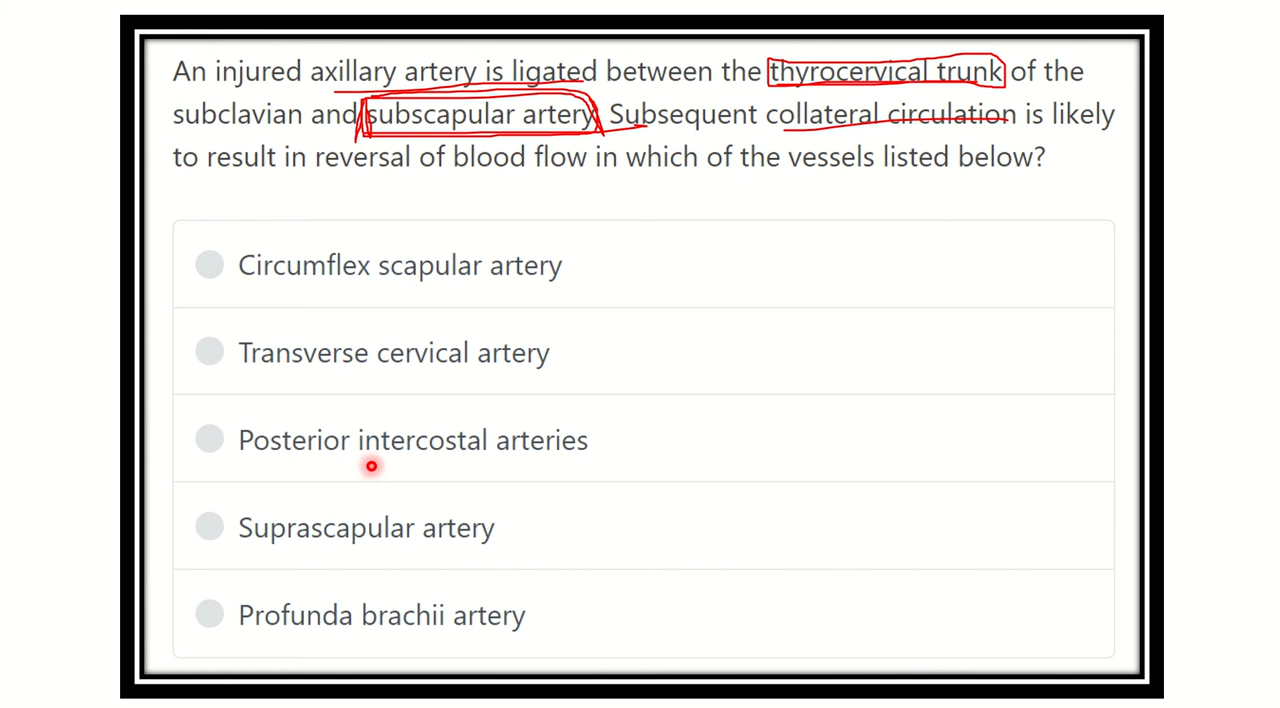 An injured axillary artery is ligated between the thyrocervical trunk of the
subclavian and subscapular artery. Subsequent collateral circulation is likely
to result in reversal of blood flow in which of the vessels listed below?
Circumflex scapular artery
Transverse cervical artery
Posterior intercostal arteries
Suprascapular artery
Profunda brachii artery